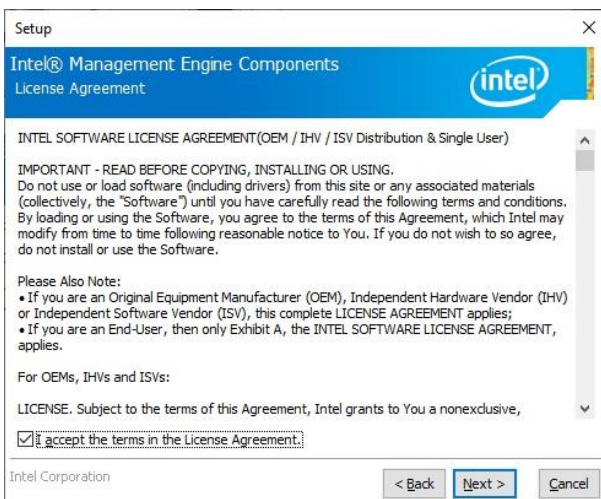 Setup
Intel® Management Engine Components
License Agreement
intel
INTEL SOFTWARE LICENSE AGREEMENT(OEM / IHV / ISV Distribution & Single User)
IMPORTANT - READ BEFORE COPYING, INSTALLING OR USING.
Do not use or load software (including drivers) from this site or any associated materials
(collectively, the "Software") until you have carefully read the following terms and conditions.
By loading or using the Software, you agree to the terms of this Agreement, which Intel may
modify from time to time following reasonable notice to You. If you do not wish to so agree,
do not install or use the Software.
Please Also Note:
• If you are an Original Equipment Manufacturer (OEM), Independent Hardware Vendor (IHV)
or Independent Software Vendor (ISV), this complete LICENSE AGREEMENT applies;
• If you are an End-User, then only Exhibit A, the INTEL SOFTWARE LICENSE AGREEMENT,
applies.
For OEMs, IHVs and ISVs:
LICENSE. Subject to the terms of this Agreement, Intel grants to You a nonexclusive,
I accept the terms in the License Agreement.
Intel Corporation
< Back Next > Cancel